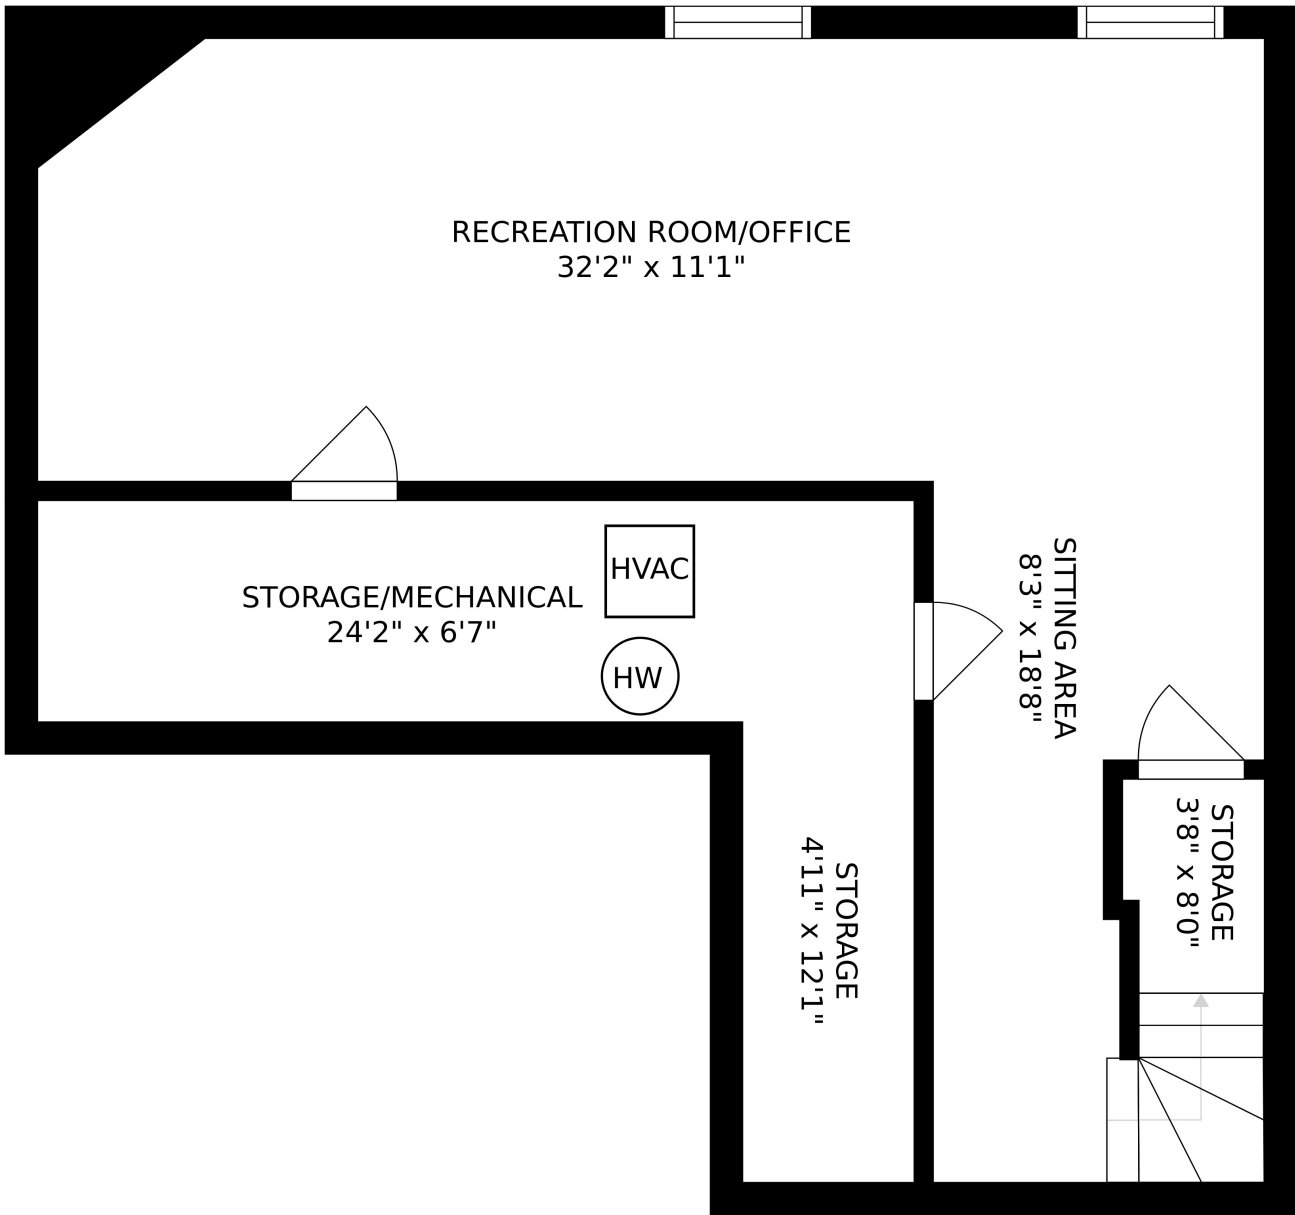 RECREATION ROOM/OFFICE
32'2" x 11'1"
STORAGE/MECHANICAL
24'2" x 6'7"
HVAC
HW
SITTING AREA
8'3" x 18'8"
STORAGE
4'11" x 12'1"
STORAGE
3'8" x 8'0"